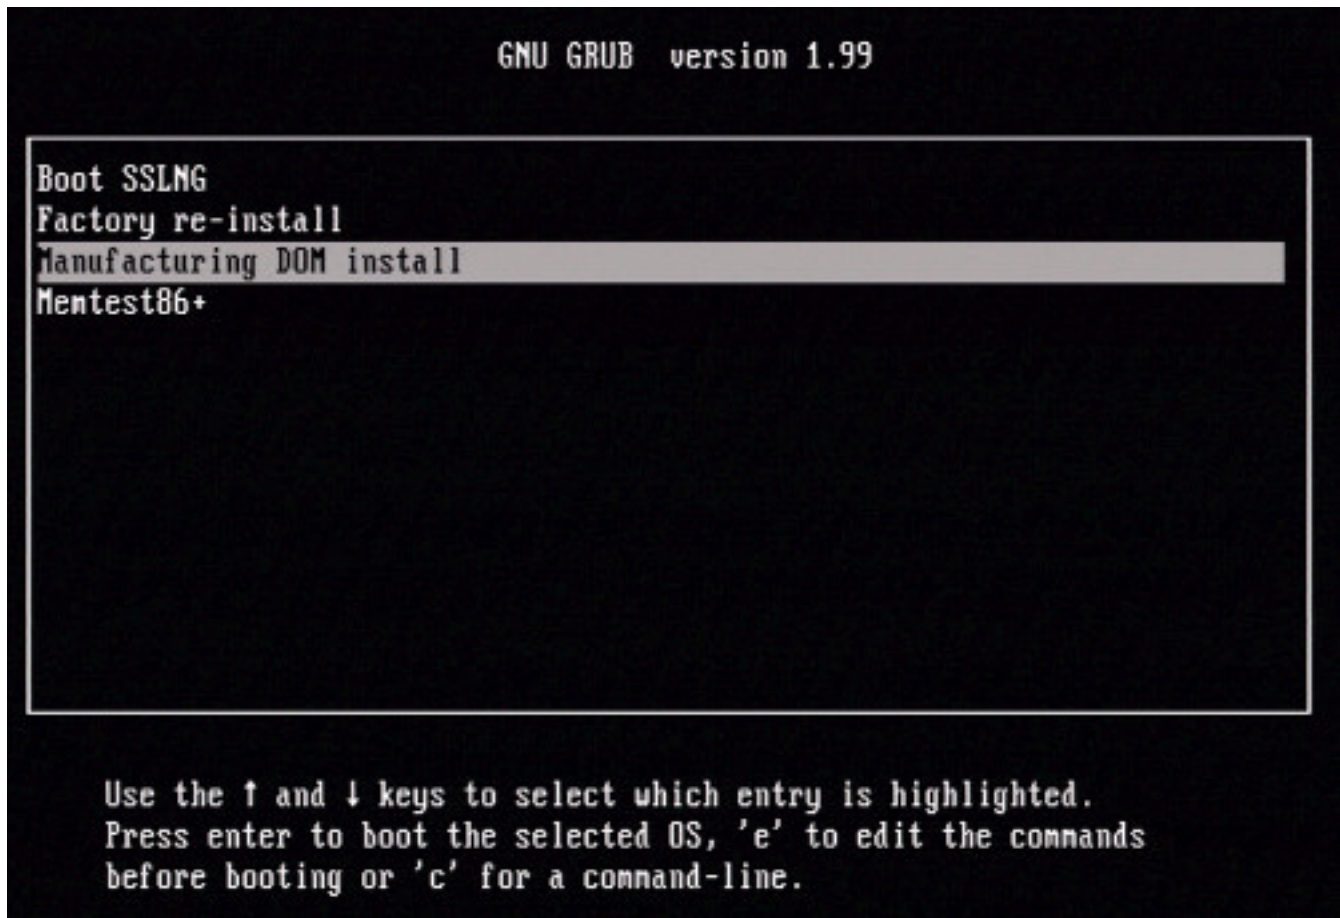 GNU GRUB version 1.99
Boot SSLNG
Factory re-install
Manufacturing DOM install
Memtest86+
Use the ↑ and ↓ keys to select which entry is highlighted.
Press enter to boot the selected OS, 'e' to edit the commands
before booting or 'c' for a command-line.